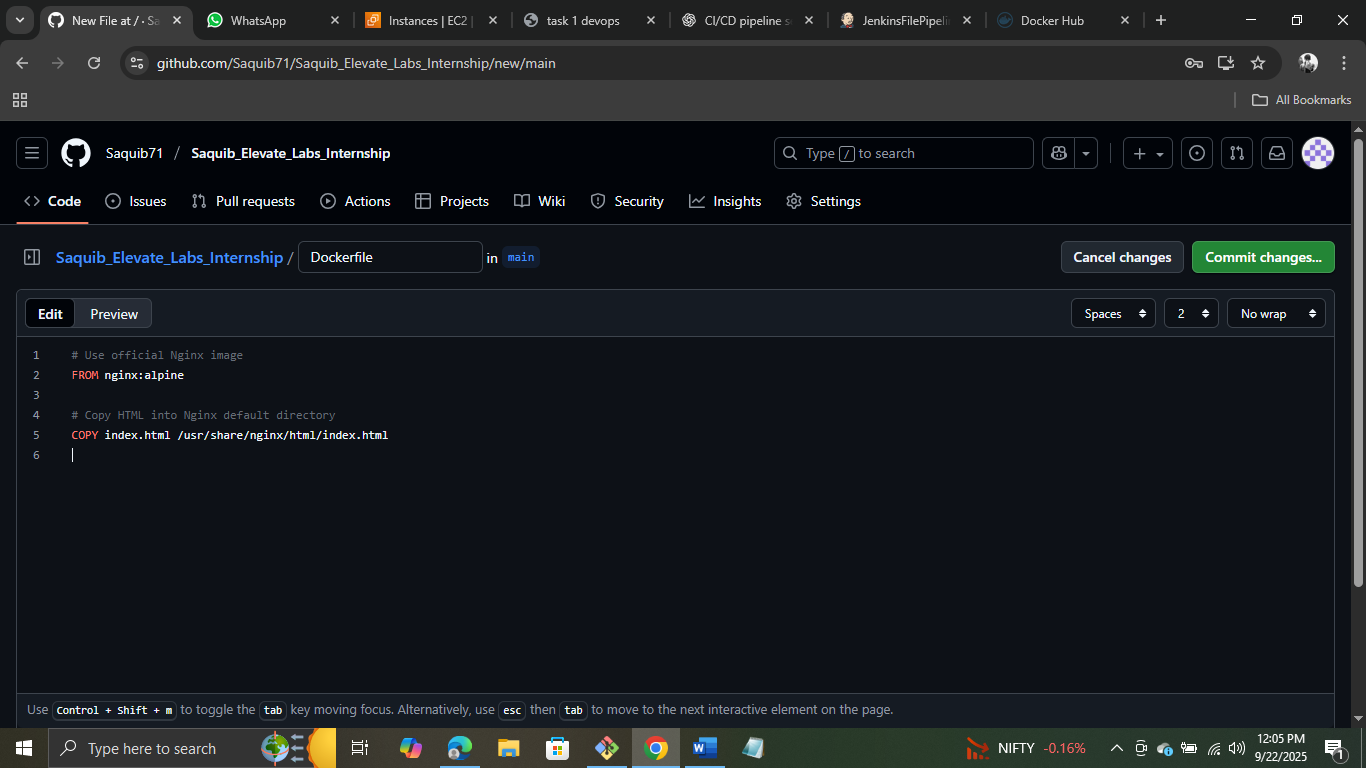 New File at / · Sa
WhatsApp
Instances | EC2 |
task 1 devops
CI/CD pipeline se
JenkinsFilePipelin
Docker Hub
github.com/Saquib71/Saquib_Elevate_Labs_Internship/new/main
All Bookmarks
Saquib71 / Saquib_Elevate_Labs_Internship
Type / to search
Code
Issues
Pull requests
Actions
Projects
Wiki
Security
Insights
Settings
Saquib_Elevate_Labs_Internship / Dockerfile in main
Cancel changes
Commit changes...
Edit
Preview
Spaces
2
No wrap
1 # Use official Nginx image
2 FROM nginx:alpine
3
4 # Copy HTML into Nginx default directory
5 COPY index.html /usr/share/nginx/html/index.html
6
Use Control + Shift + m to toggle the tab key moving focus. Alternatively, use esc then tab to move to the next interactive element on the page.
Type here to search
NIFTY -0.16%
12:05 PM
9/22/2025
1